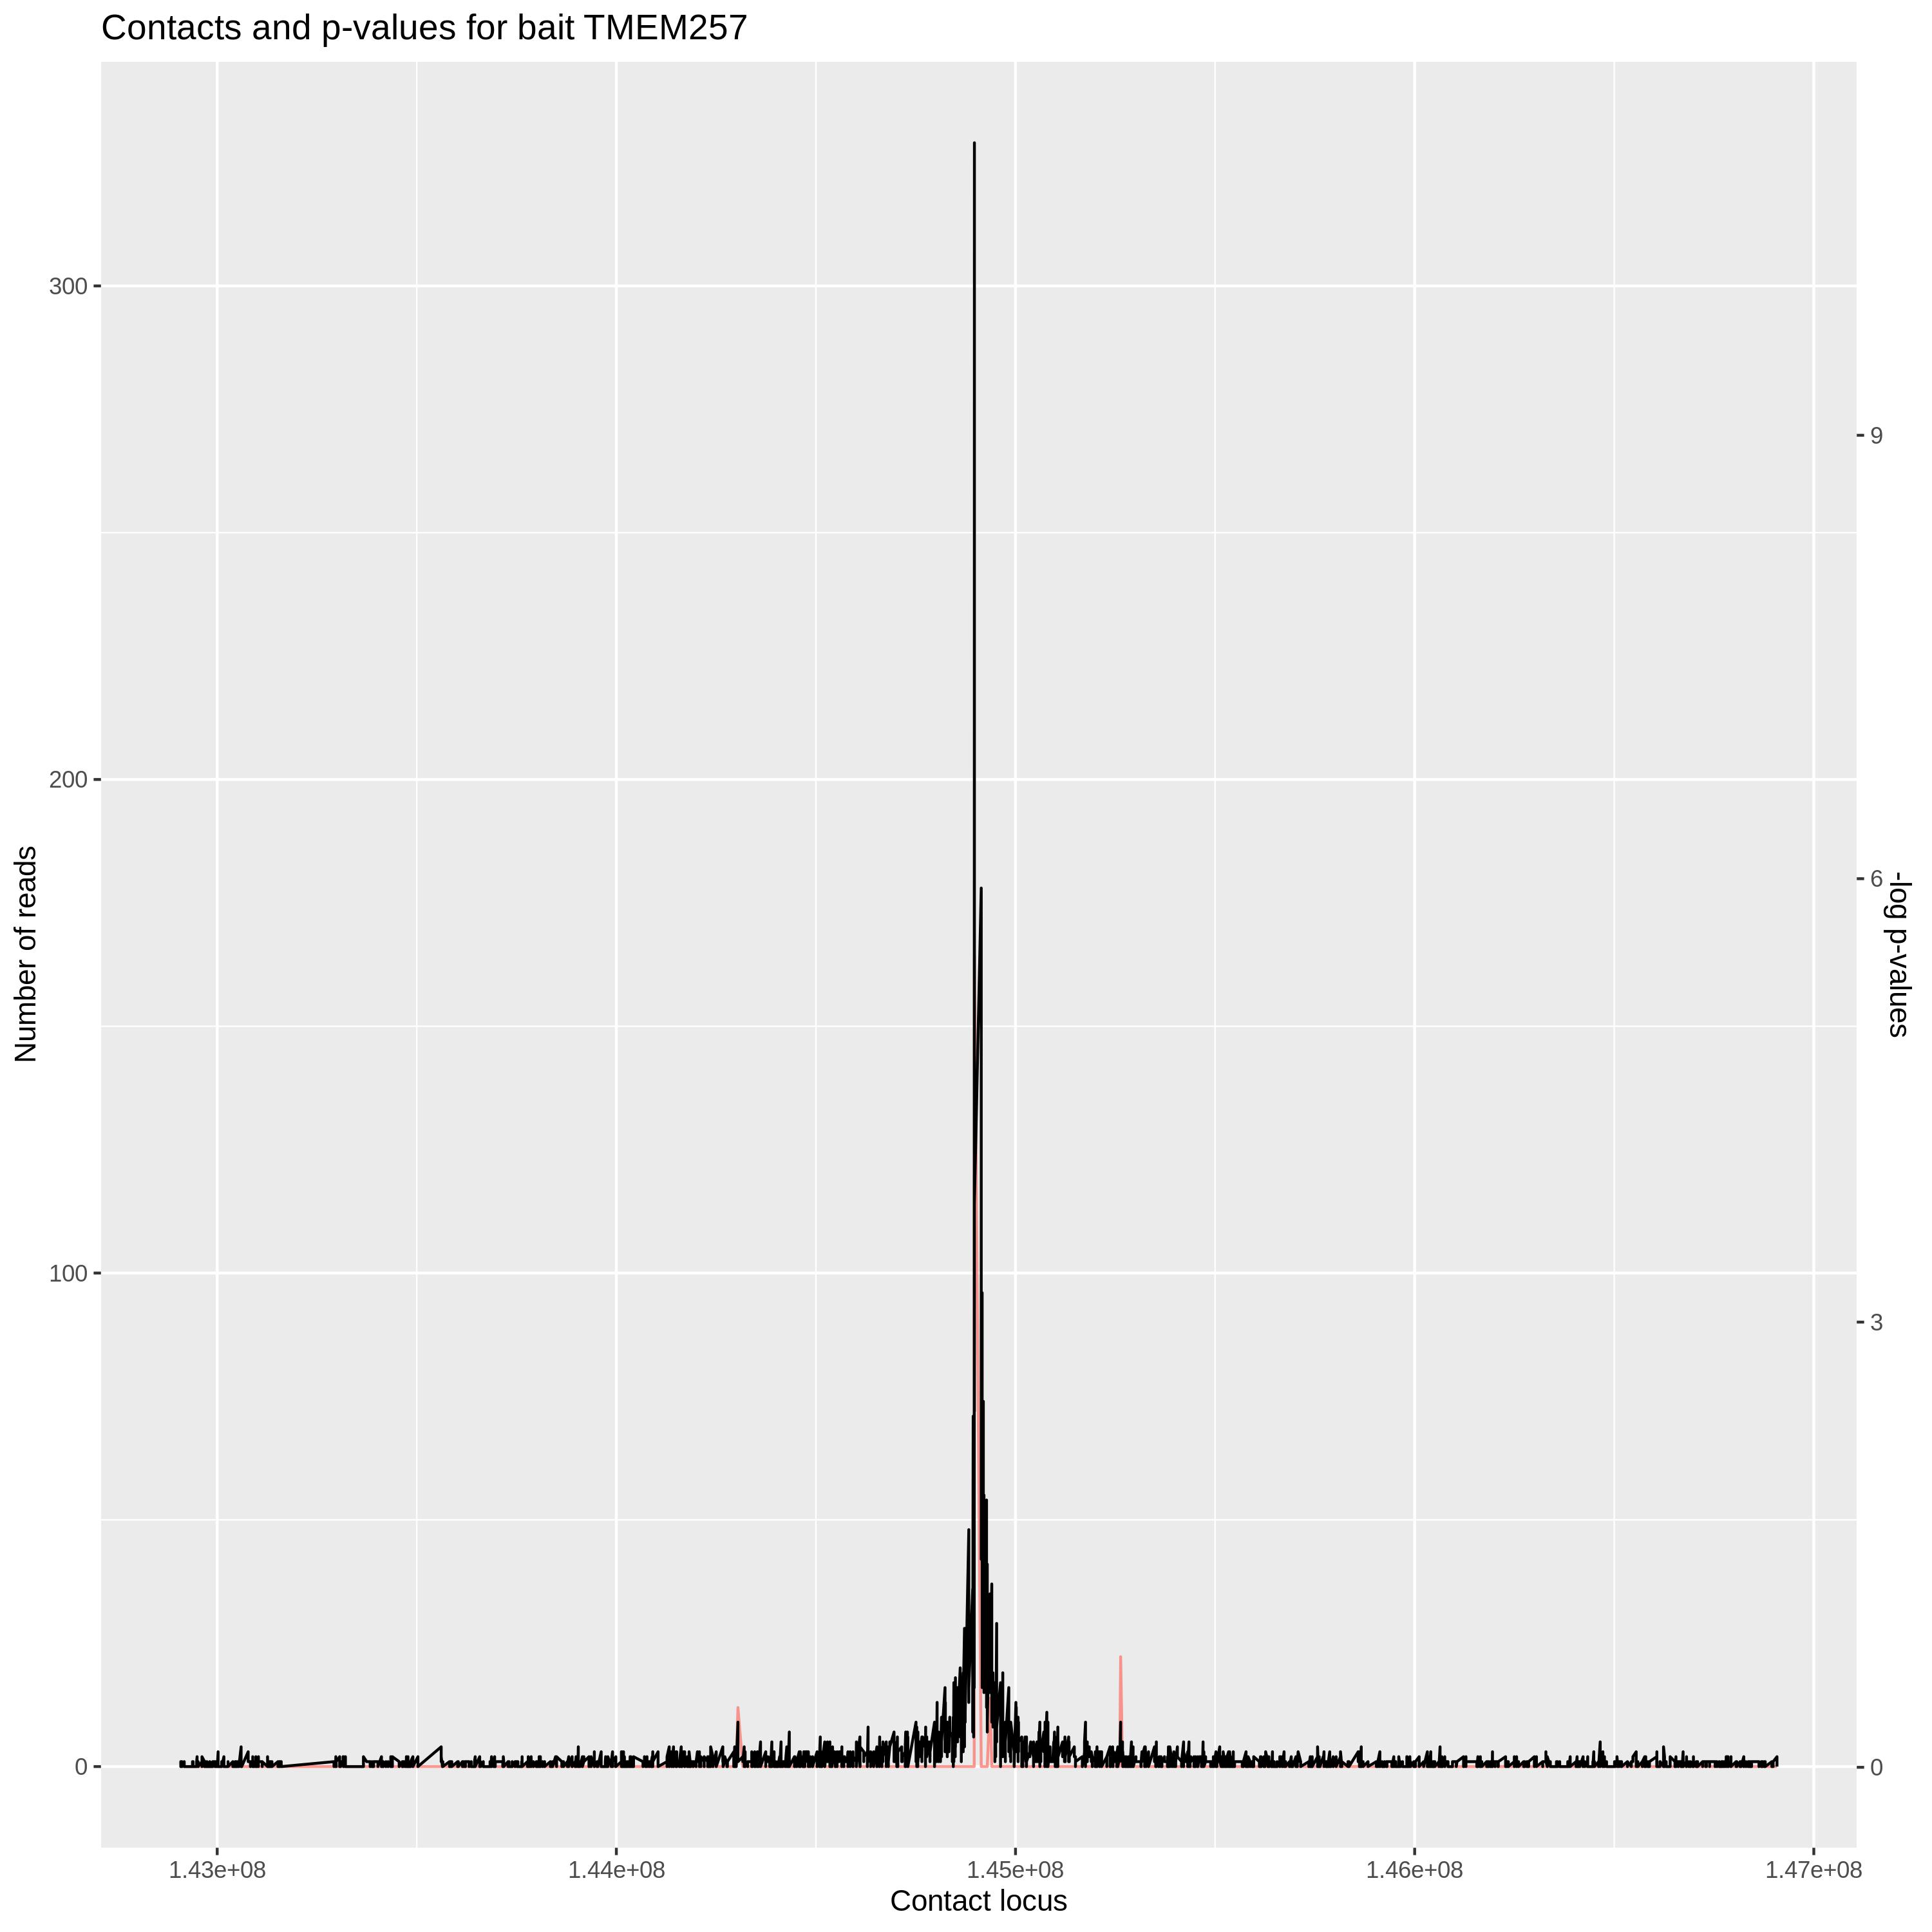 Contacts and p-values for bait TMEM257
Number of reads
300
200
100
0
9
6
3
0
-log p-values
1.43e+08 1.44e+08 1.45e+08 1.46e+08 1.47e+08
Contact locus